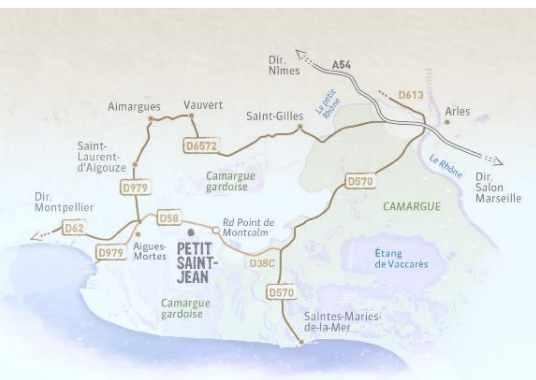 Dir.
Nîmes
A54
D613
Aimargues
Vauvert
Saint-Gilles
Le petit
Rhône
Arles
Saint-
Laurent-
d'Aigouze
D6572
Le Rhône
D979
Camargue
gardoise
D570
Dir.
Salon
Marseille
Dir.
Montpellier
CAMARGUE
D62
D58
Rd Point de
Montcalm
D979
Aigues-
Mortes
PETIT
SAINT-
JEAN
D38C
Étang
de Vaccarès
D570
Camargue
gardoise
Saintes-Maries-
de-la-Mer